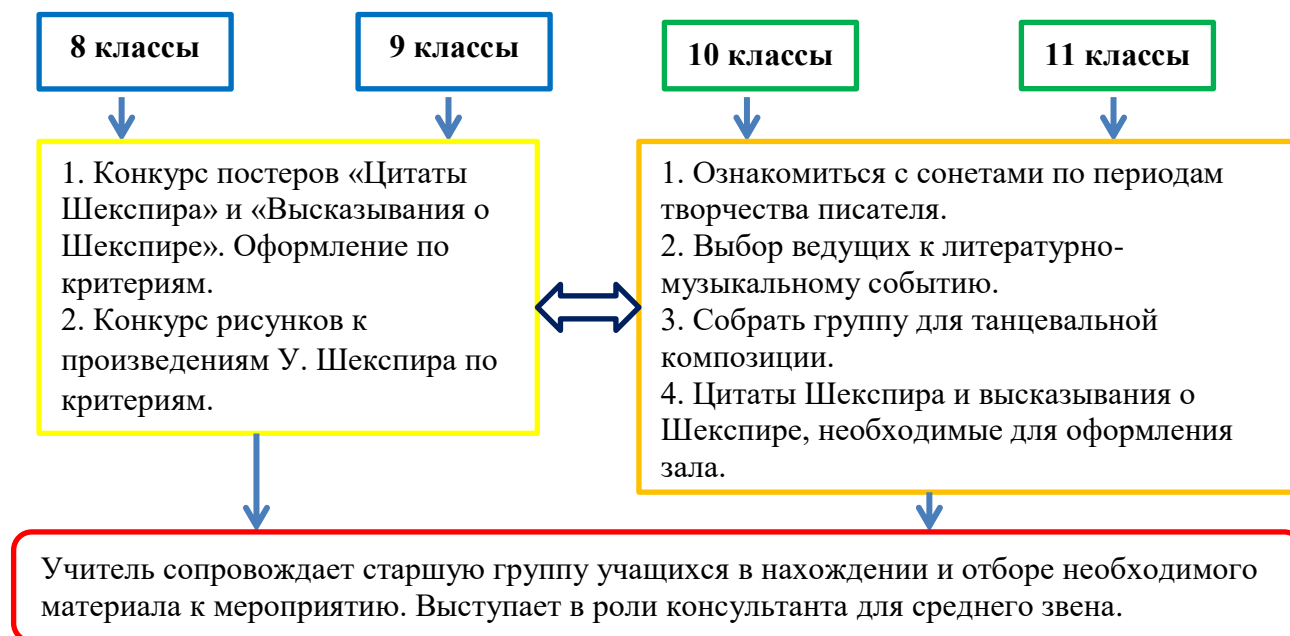 8 классы
9 классы
10 классы
11 классы
1. Конкурс постеров «Цитаты
Шекспира» и «Высказывания о
Шекспире». Оформление по
критериям.
2. Конкурс рисунков к
произведениям У. Шекспира по
критериям.
1. Ознакомиться с сонетами по периодам
творчества писателя.
2. Выбор ведущих к литературно-
музыкальному событию.
3. Собрать группу для танцевальной
композиции.
4. Цитаты Шекспира и высказывания о
Шекспире, необходимые для оформления
зала.
Учитель сопровождает старшую группу учащихся в нахождении и отборе необходимого
материала к мероприятию. Выступает в роли консультанта для среднего звена.